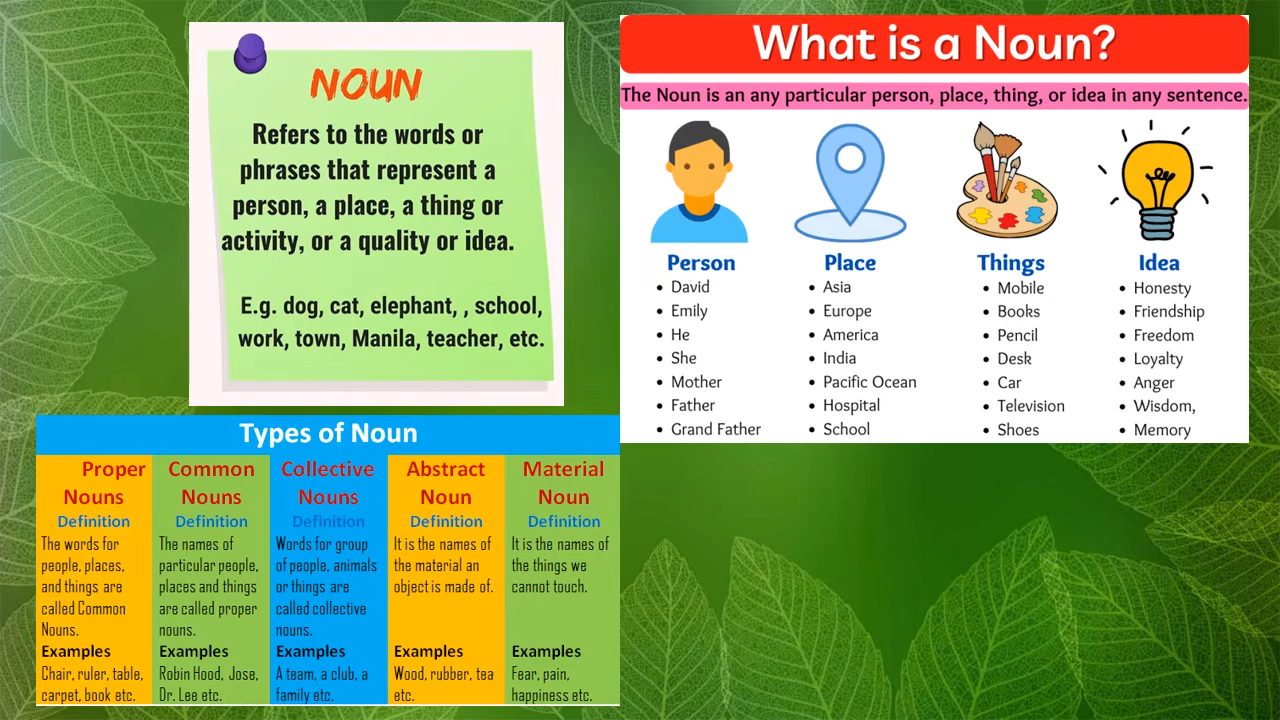 NOUN
Refers to the words or
phrases that represent a
person, a place, a thing or
activity, or a quality or idea.
E.g. dog, cat, elephant, , school,
work, town, Manila, teacher, etc.
What is a Noun?
The Noun is an any particular person, place, thing, or idea in any sentence.
Person
• David
• Emily
• He
• She
• Mother
• Father
• Grand Father
Place
• Asia
• Europe
• America
• India
• Pacific Ocean
• Hospital
• School
Things
• Mobile
• Books
• Pencil
• Desk
• Car
• Television
• Shoes
Idea
• Honesty
• Friendship
• Freedom
• Loyalty
• Anger
• Wisdom,
• Memory
Types of Noun
Proper
Nouns
Definition
The words for
people, places,
and things are
called Common
Nouns.
Examples
Chair, ruler, table,
carpet, book etc.
Common
Nouns
Definition
The names of
particular people,
places and things
are called proper
nouns.
Examples
Robin Hood, Jose,
Dr. Lee etc.
Collective
Nouns
Definition
Words for group
of people, animals
or things are
called collective
nouns.
Examples
A team, a club, a
family etc.
Abstract
Noun
Definition
It is the names of
the material an
object is made of.
Examples
Wood, rubber, tea
etc.
Material
Noun
Definition
It is the names of
the things we
cannot touch.
Examples
Fear, pain,
happiness etc.